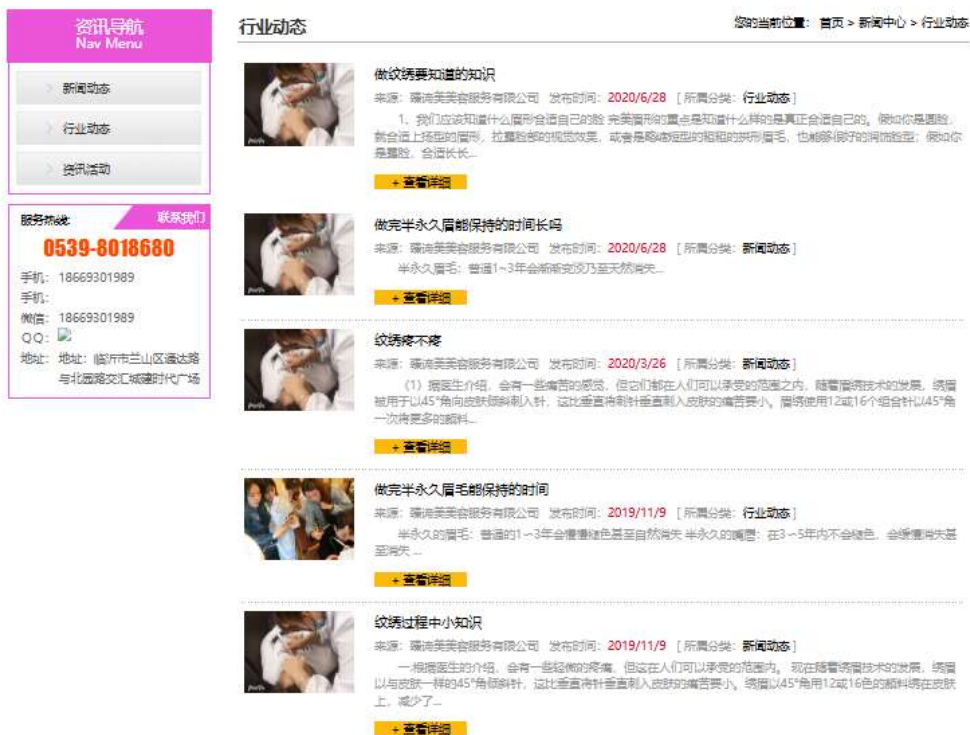 资讯导航
Nav Menu
新闻动态
行业动态
资讯活动
服务热线:
联系我们
0539-8018680
手机: 18669301989
手机:
微信: 18669301989
QQ:
地址: 地址: 临沂市兰山区通达路
与北园路交汇城建时代广场
行业动态
您的当前位置: 首页 > 新闻中心 > 行业动态
做纹绣要知道的知识
来源: 臻流美美容服务有限公司 发布时间: 2020/6/28 [ 所属分类: 行业动态 ]
1、我们应该知道什么眉形合适自己的脸 完美眉形的重点是知道什么样的是真正合适自己的。假如你是圆脸,
就合适上扬型的眉形, 拉露脸部的视觉效果, 或者是略略短型的粗粗的拱形眉毛, 也能够很好的润饰脸型; 假如你
是露脸, 合适长长...
+ 查看详细
做完半永久眉能保持的时间长吗
来源: 臻流美美容服务有限公司 发布时间: 2020/6/28 [ 所属分类: 新闻动态 ]
半永久眉毛: 普通1~3年会渐渐变淡乃至天然消失...
+ 查看详细
纹绣疼不疼
来源: 臻流美美容服务有限公司 发布时间: 2020/3/26 [ 所属分类: 新闻动态 ]
(1) 据医生介绍, 会有一些痛苦的感觉, 但它们都在人们可以承受的范围之内, 随着眉绣技术的发展, 绣眉
被用于以45°角向皮肤倾斜刺入针, 这比垂直将刺针垂直刺入皮肤的痛苦要小。眉绣使用12或16个组合针以45°角
一次将更多的颜料...
+ 查看详细
做完半永久眉毛能保持的时间
来源: 臻流美美容服务有限公司 发布时间: 2019/11/9 [ 所属分类: 行业动态 ]
半永久的眉毛: 普通的1~3年会慢慢褪色甚至自然消失 半永久的嘴唇: 在3~5年内不会褪色, 会缓慢消失甚
至消失 ...
+ 查看详细
纹绣过程中小知识
来源: 臻流美美容服务有限公司 发布时间: 2019/11/9 [ 所属分类: 新闻动态 ]
一.根据医生的介绍, 会有一些轻微的疼痛, 但这在人们可以承受的范围内。 现在随着绣眉技术的发展, 绣眉
以与皮肤一样的45°角倾斜针, 这比垂直将针垂直刺入皮肤的痛苦要小。绣眉以45°角用12或16色的颜料绣在皮肤
上, 减少了...
+ 查看详细